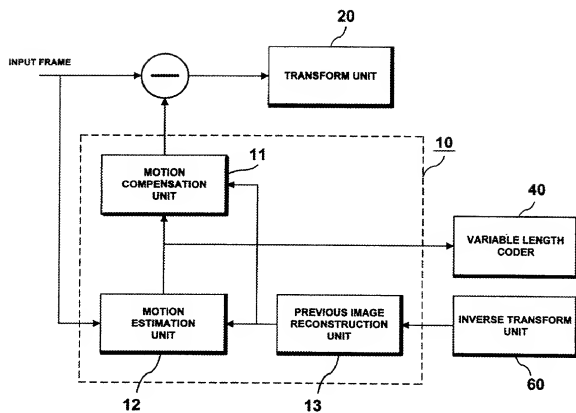 20
INPUT FRAME
TRANSFORM UNIT
11
10
MOTION
COMPENSATION
UNIT
40
VARIABLE LENGTH
CODER
MOTION
ESTIMATION
UNIT
PREVIOUS IMAGE
RECONSTRUCTION
UNIT
INVERSE TRANSFORM
UNIT
12
13
60